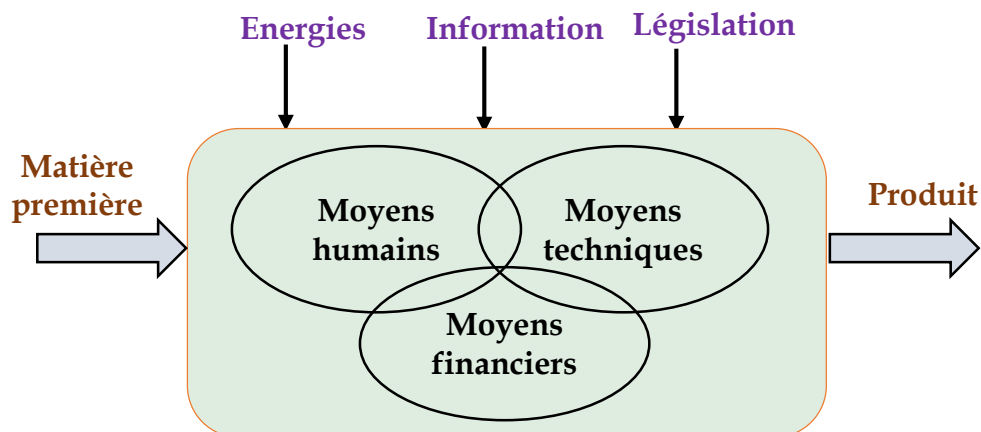 Energies
Information
Législation
Matière
première
Moyens
humains
Moyens
techniques
Produit
Moyens
financiers